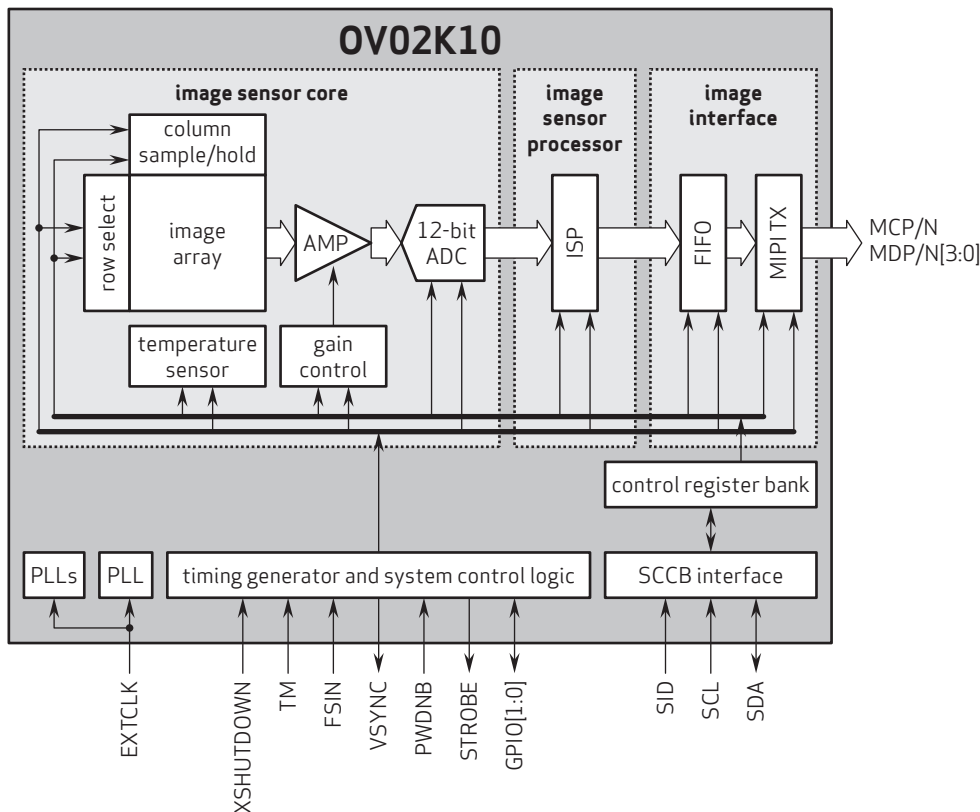 OV02K10
image sensor core
image
sensor
processor
image
interface
column
sample/hold
row select
image
array
AMP
12-bit
ADC
ISP
FIFO
MIPI TX
MCP/N
MDP/N[3:0]
temperature
sensor
gain
control
control register bank
PLLs
PLL
timing generator and system control logic
SCCB interface
EXTCLK
XSHUTDOWN
TM
FSIN
VSYNC
PWDNB
STROBE
GPIO[1:0]
SID
SCL
SDA